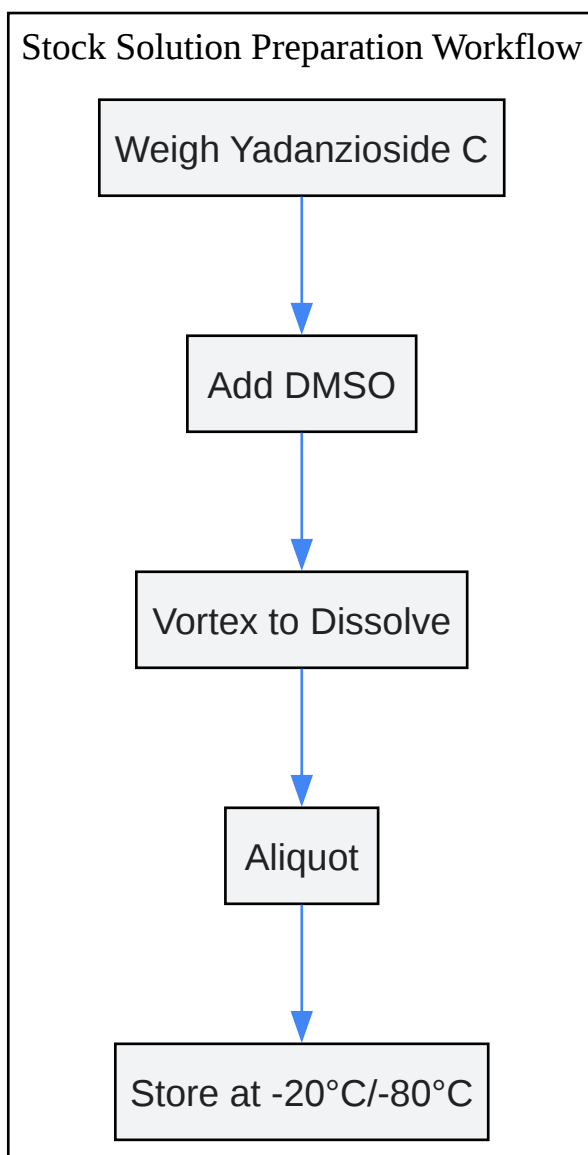 Stock Solution Preparation Workflow
Weigh Yadanzioside C
Add DMSO
Vortex to Dissolve
Aliquot
Store at -20°C/-80°C